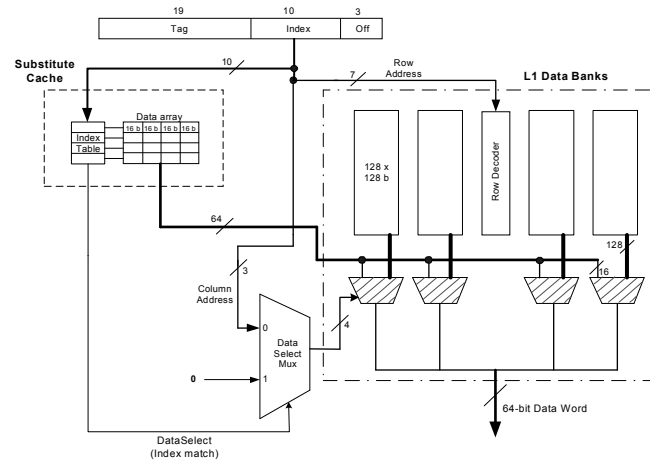 19 10 3
Tag Index Off
10
Substitute
Cache
7
Row
Address
L1 Data Banks
Data array
16 b 16 b 16 b 16 b
Index
Table
128 x
128 b
Row Decoder
64
128
16
3
Column
Address
0
4
Data
Select
Mux
0
1
64-bit Data Word
DataSelect
(Index match)